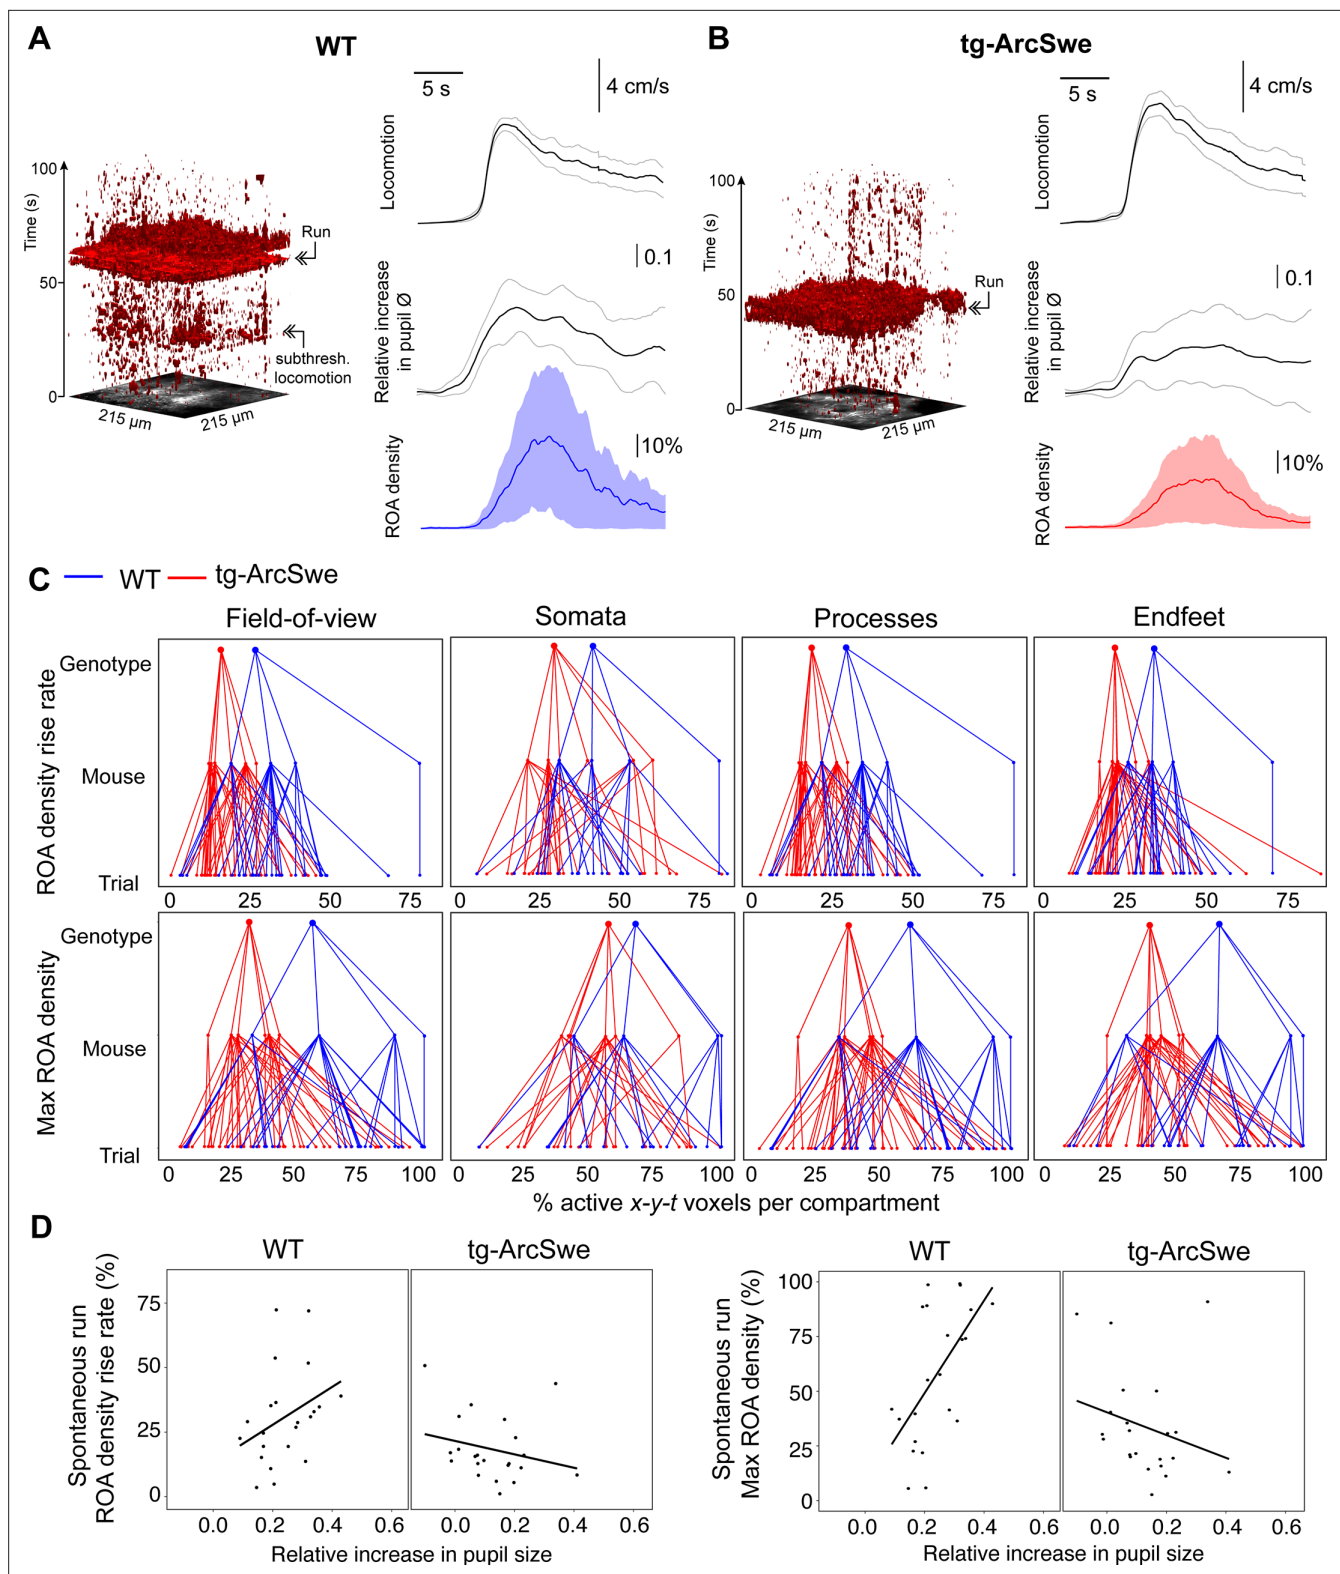 A
WT
5 s
4 cm/s
Locomotion
100
Time (s)
50
0
Run
subthresh.
locomotion
215 µm
215 µm
0.1
Relative increase
in pupil Ø
10%
ROA density
B
tg-ArcSwe
5 s
4 cm/s
Locomotion
100
Time (s)
50
0
Run
215 µm
215 µm
0.1
Relative increase
in pupil Ø
10%
ROA density
C
WT
tg-ArcSwe
Field-of-view
Somata
Processes
Endfeet
ROA density rise rate
Genotype
Mouse
Trial
0 25 50 75
0 25 50 75
0 25 50 75
0 25 50 75
Max ROA density
Genotype
Mouse
Trial
0 25 50 75 100
0 25 50 75 100
0 25 50 75 100
0 25 50 75 100
% active x-y-t voxels per compartment
D
WT
tg-ArcSwe
Spontaneous run
ROA density rise rate (%)
75
50
25
0
0.0 0.2 0.4 0.6
0.0 0.2 0.4 0.6
Relative increase in pupil size
WT
tg-ArcSwe
Spontaneous run
Max ROA density (%)
100
75
50
25
0
0.0 0.2 0.4 0.6
0.0 0.2 0.4 0.6
Relative increase in pupil size